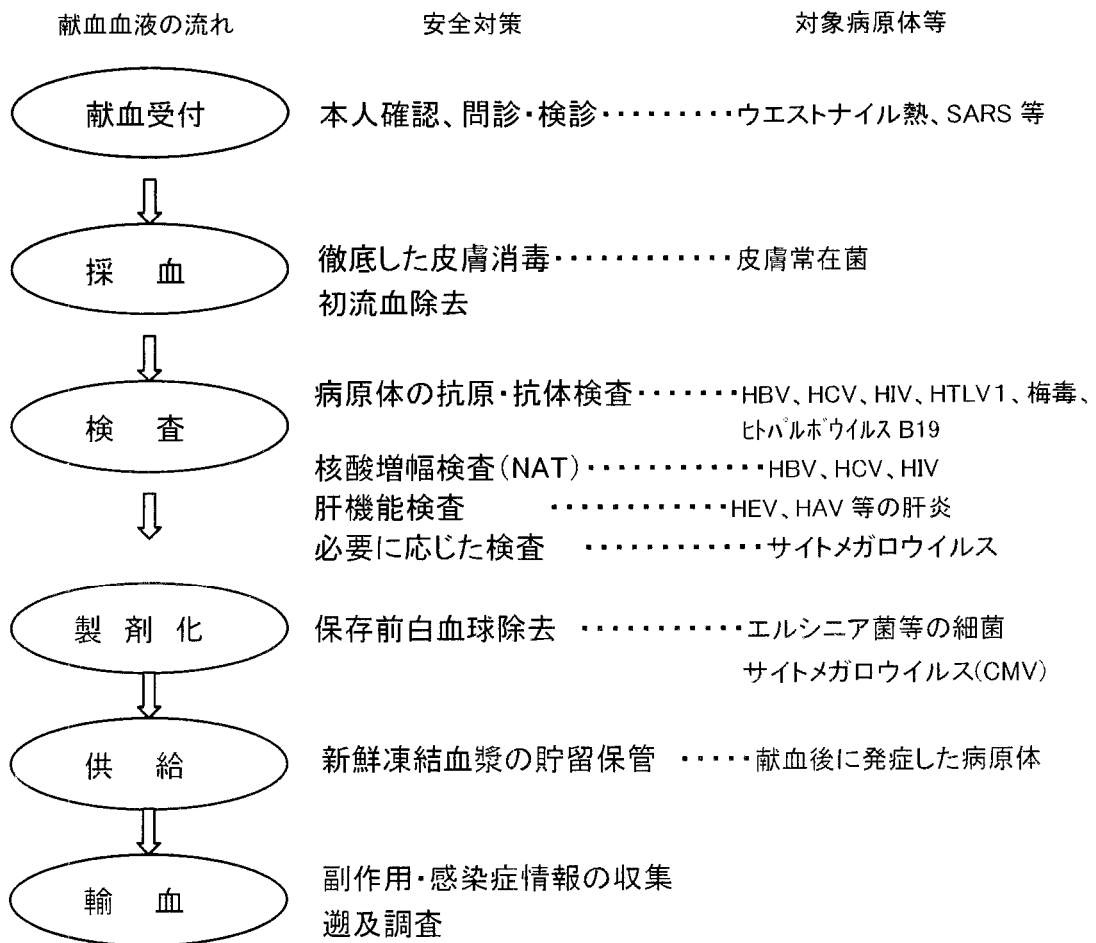 献血血液の流れ 安全対策 対象病原体等
献血受付 本人確認、問診・検診・・・・・・・・・ウエストナイル熱、SARS 等
採 血 徹底した皮膚消毒・・・・・・・・・・・・皮膚常在菌
初流血除去
検 査 病原体の抗原・抗体検査・・・・・・・HBV、HCV、HIV、HTLV1、梅毒、
ﾋﾄﾊﾟﾙﾎﾞｳｲﾙｽ B19
核酸増幅検査(NAT)・・・・・・・・・・・・HBV、HCV、HIV
肝機能検査 ・・・・・・・・・・・・HEV、HAV 等の肝炎
必要に応じた検査 ・・・・・・・・・・・・サイトメガロウイルス
製 剤 化 保存前白血球除去 ・・・・・・・・・・・エルシニア菌等の細菌
サイトメガロウイルス(CMV)
供 給 新鮮凍結血漿の貯留保管 ・・・・・献血後に発症した病原体
輸 血 副作用・感染症情報の収集
遡及調査